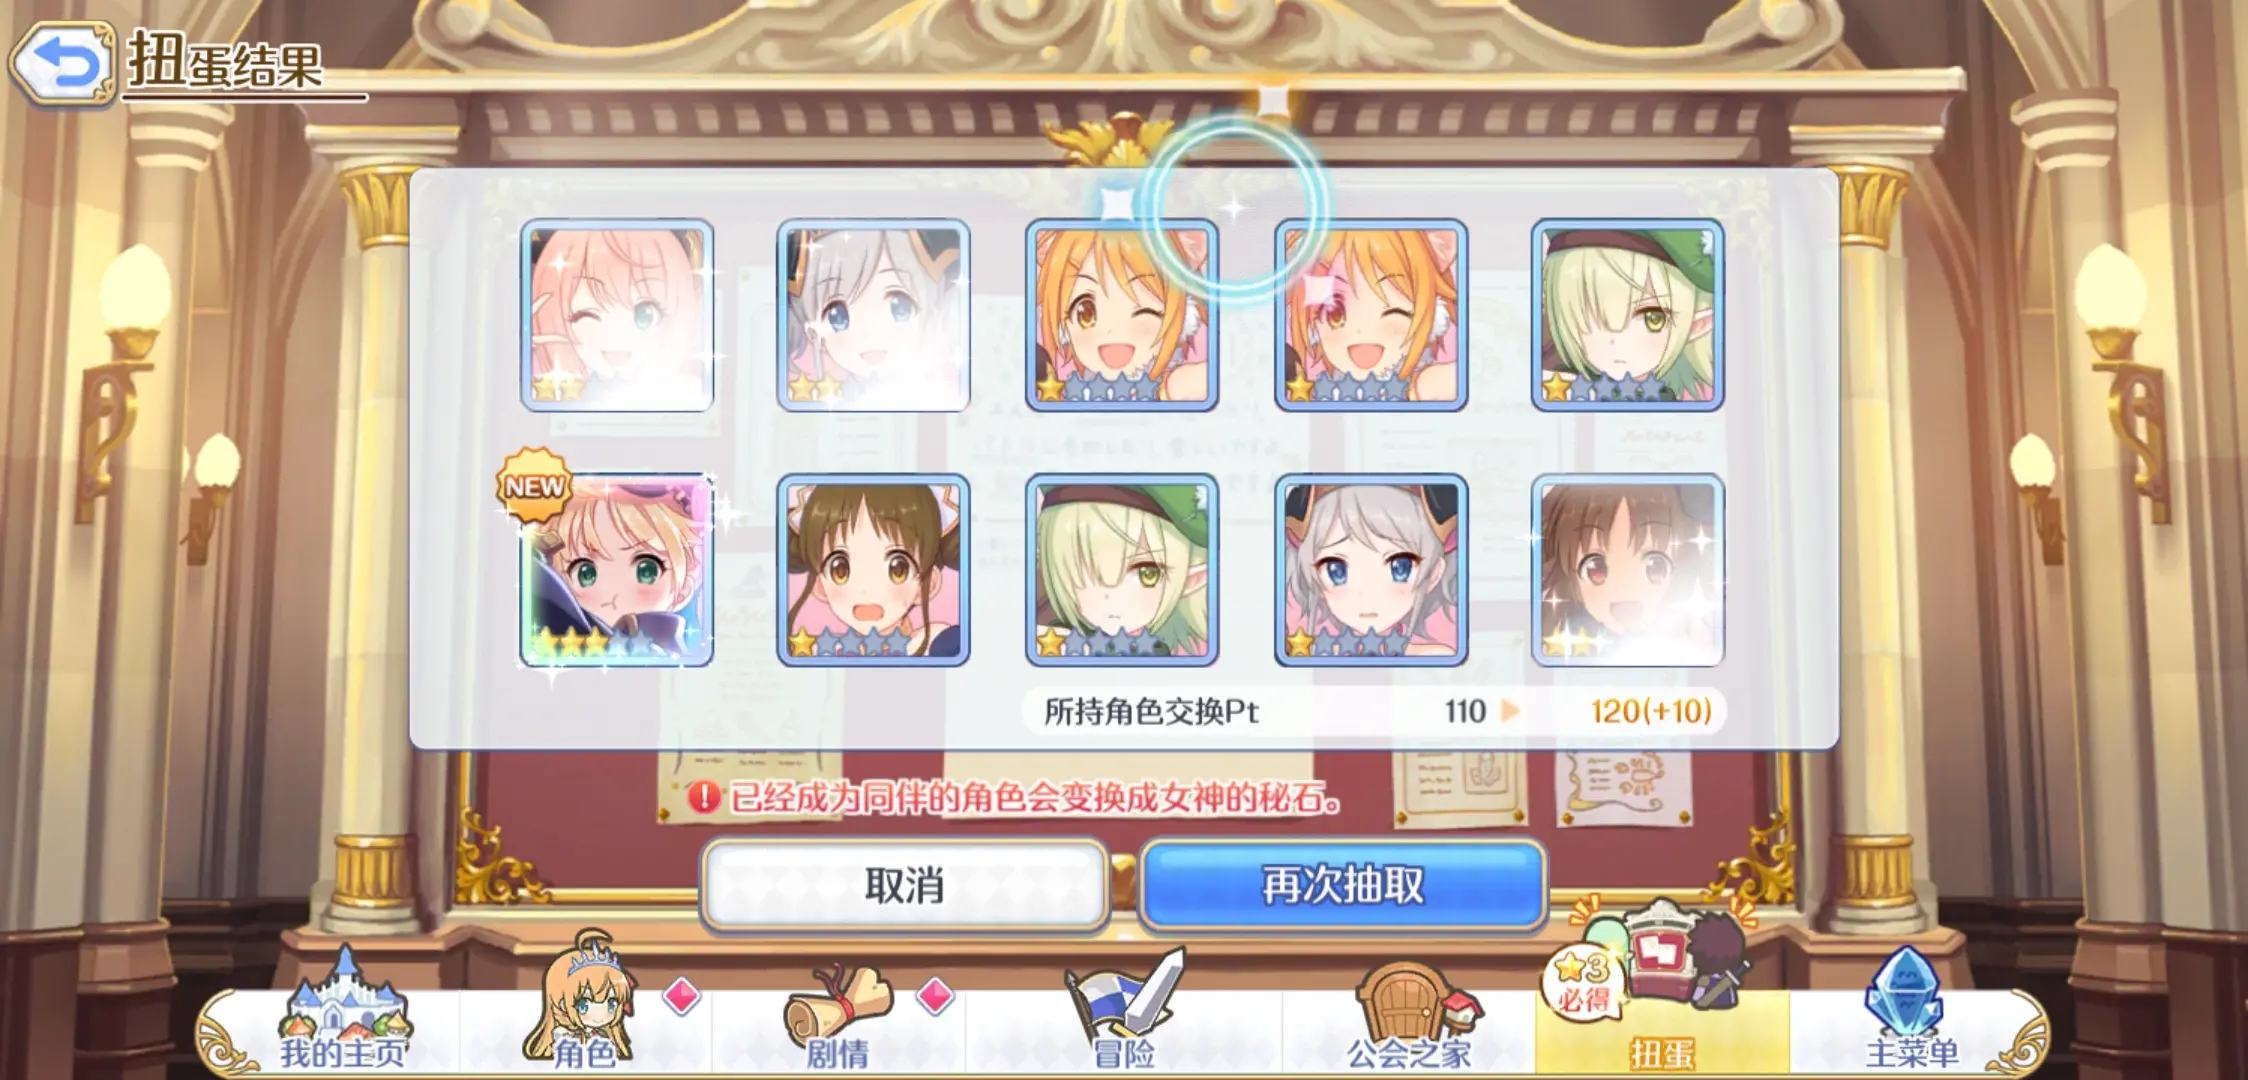 扭蛋结果
NEW
所持角色交换Pt 110 120(+10)
已经成为同伴的角色会变换成女神的秘石。
取消
再次抽取
3
必得
我的主页
角色
剧情
冒险
公会之家
扭蛋
主菜单